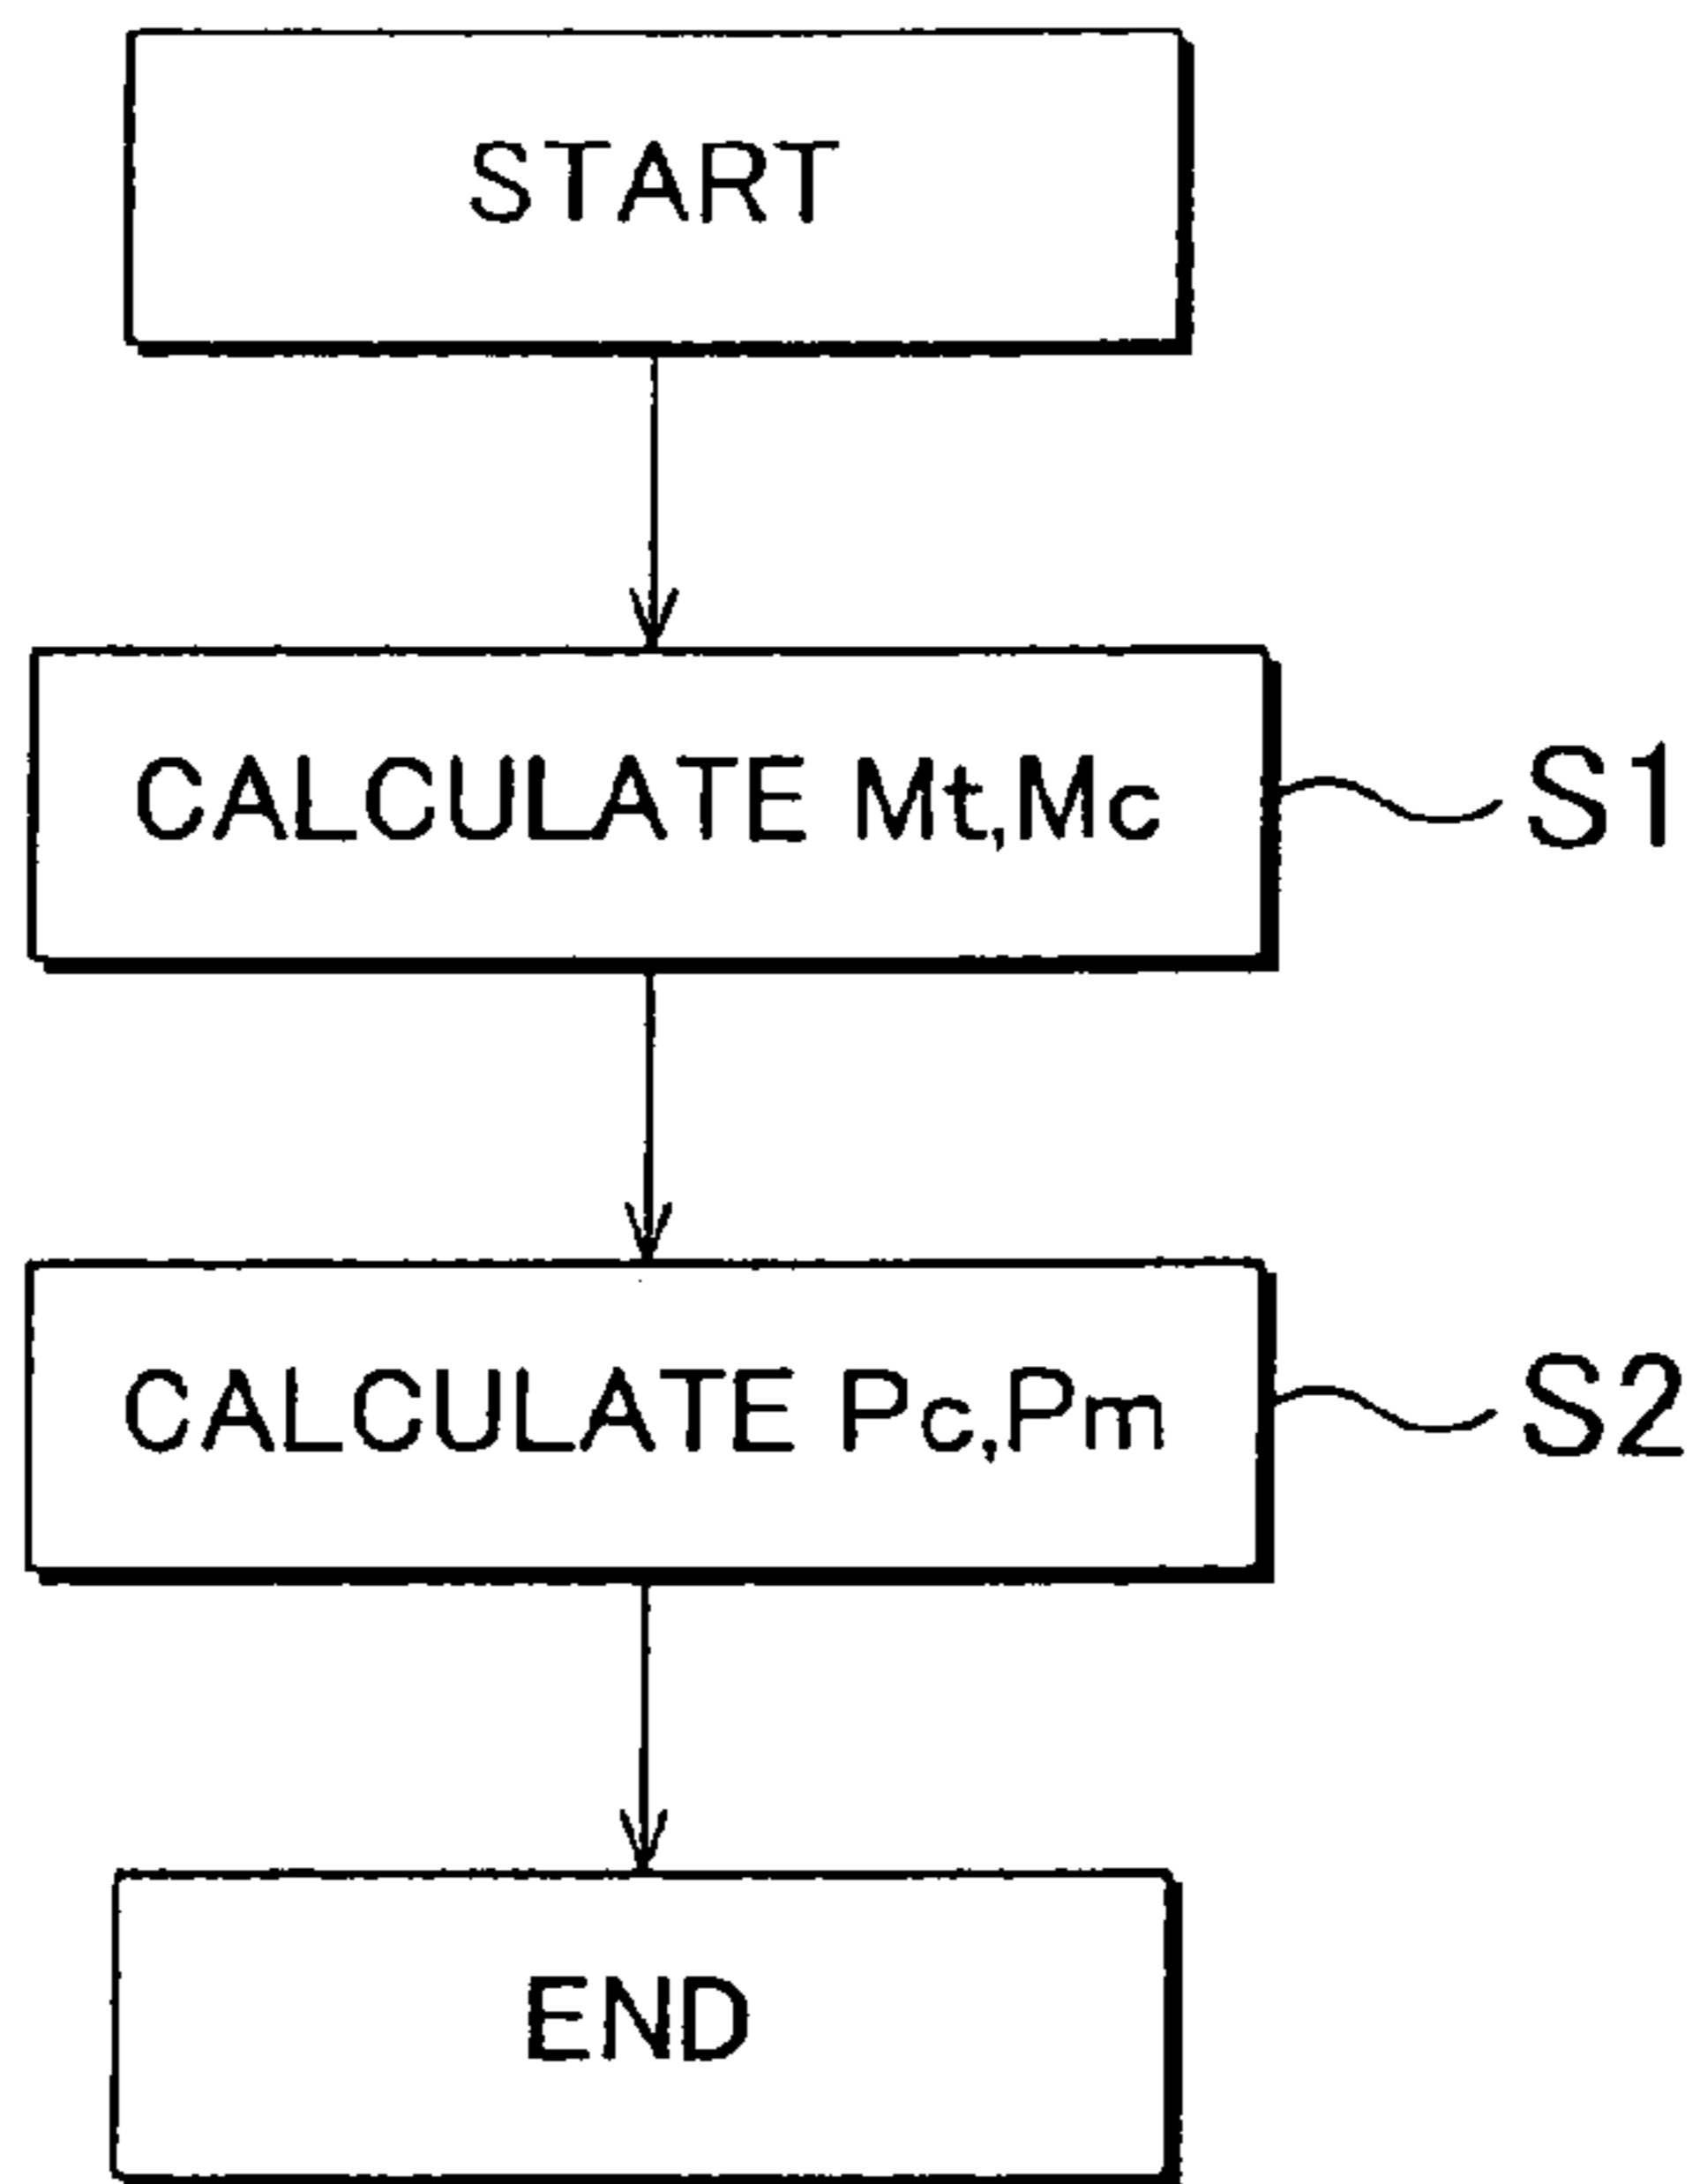 START
CALCULATE Mt,Mc
S1
CALCULATE Pc,Pm
S2
END